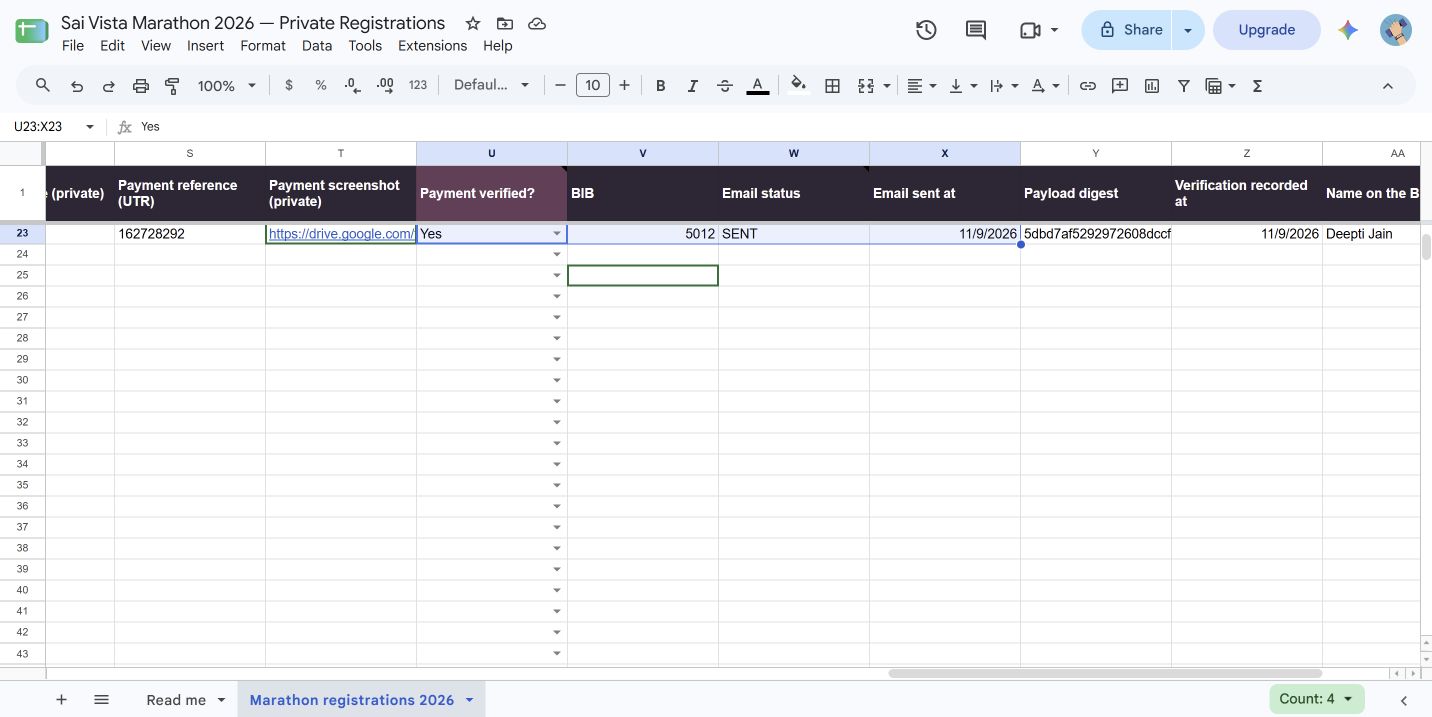 Sai Vista Marathon 2026 — Private Registrations
File Edit View Insert Format Data Tools Extensions Help
Share
Upgrade
100% $ % .0 .00 123 Defaul... − 10 + B I S A Σ
U23:X23 fx Yes
S T U V W X Y Z AA
1 (private) Payment reference (UTR) Payment screenshot (private) Payment verified? BIB Email status Email sent at Payload digest Verification recorded at Name on the B
23 162728292 https://drive.google.com/ Yes 5012 SENT 11/9/2026 5dbd7af5292972608dccf 11/9/2026 Deepti Jain
24
25
26
27
28
29
30
31
32
33
34
35
36
37
38
39
40
41
42
43
+ Read me Marathon registrations 2026 Count: 4